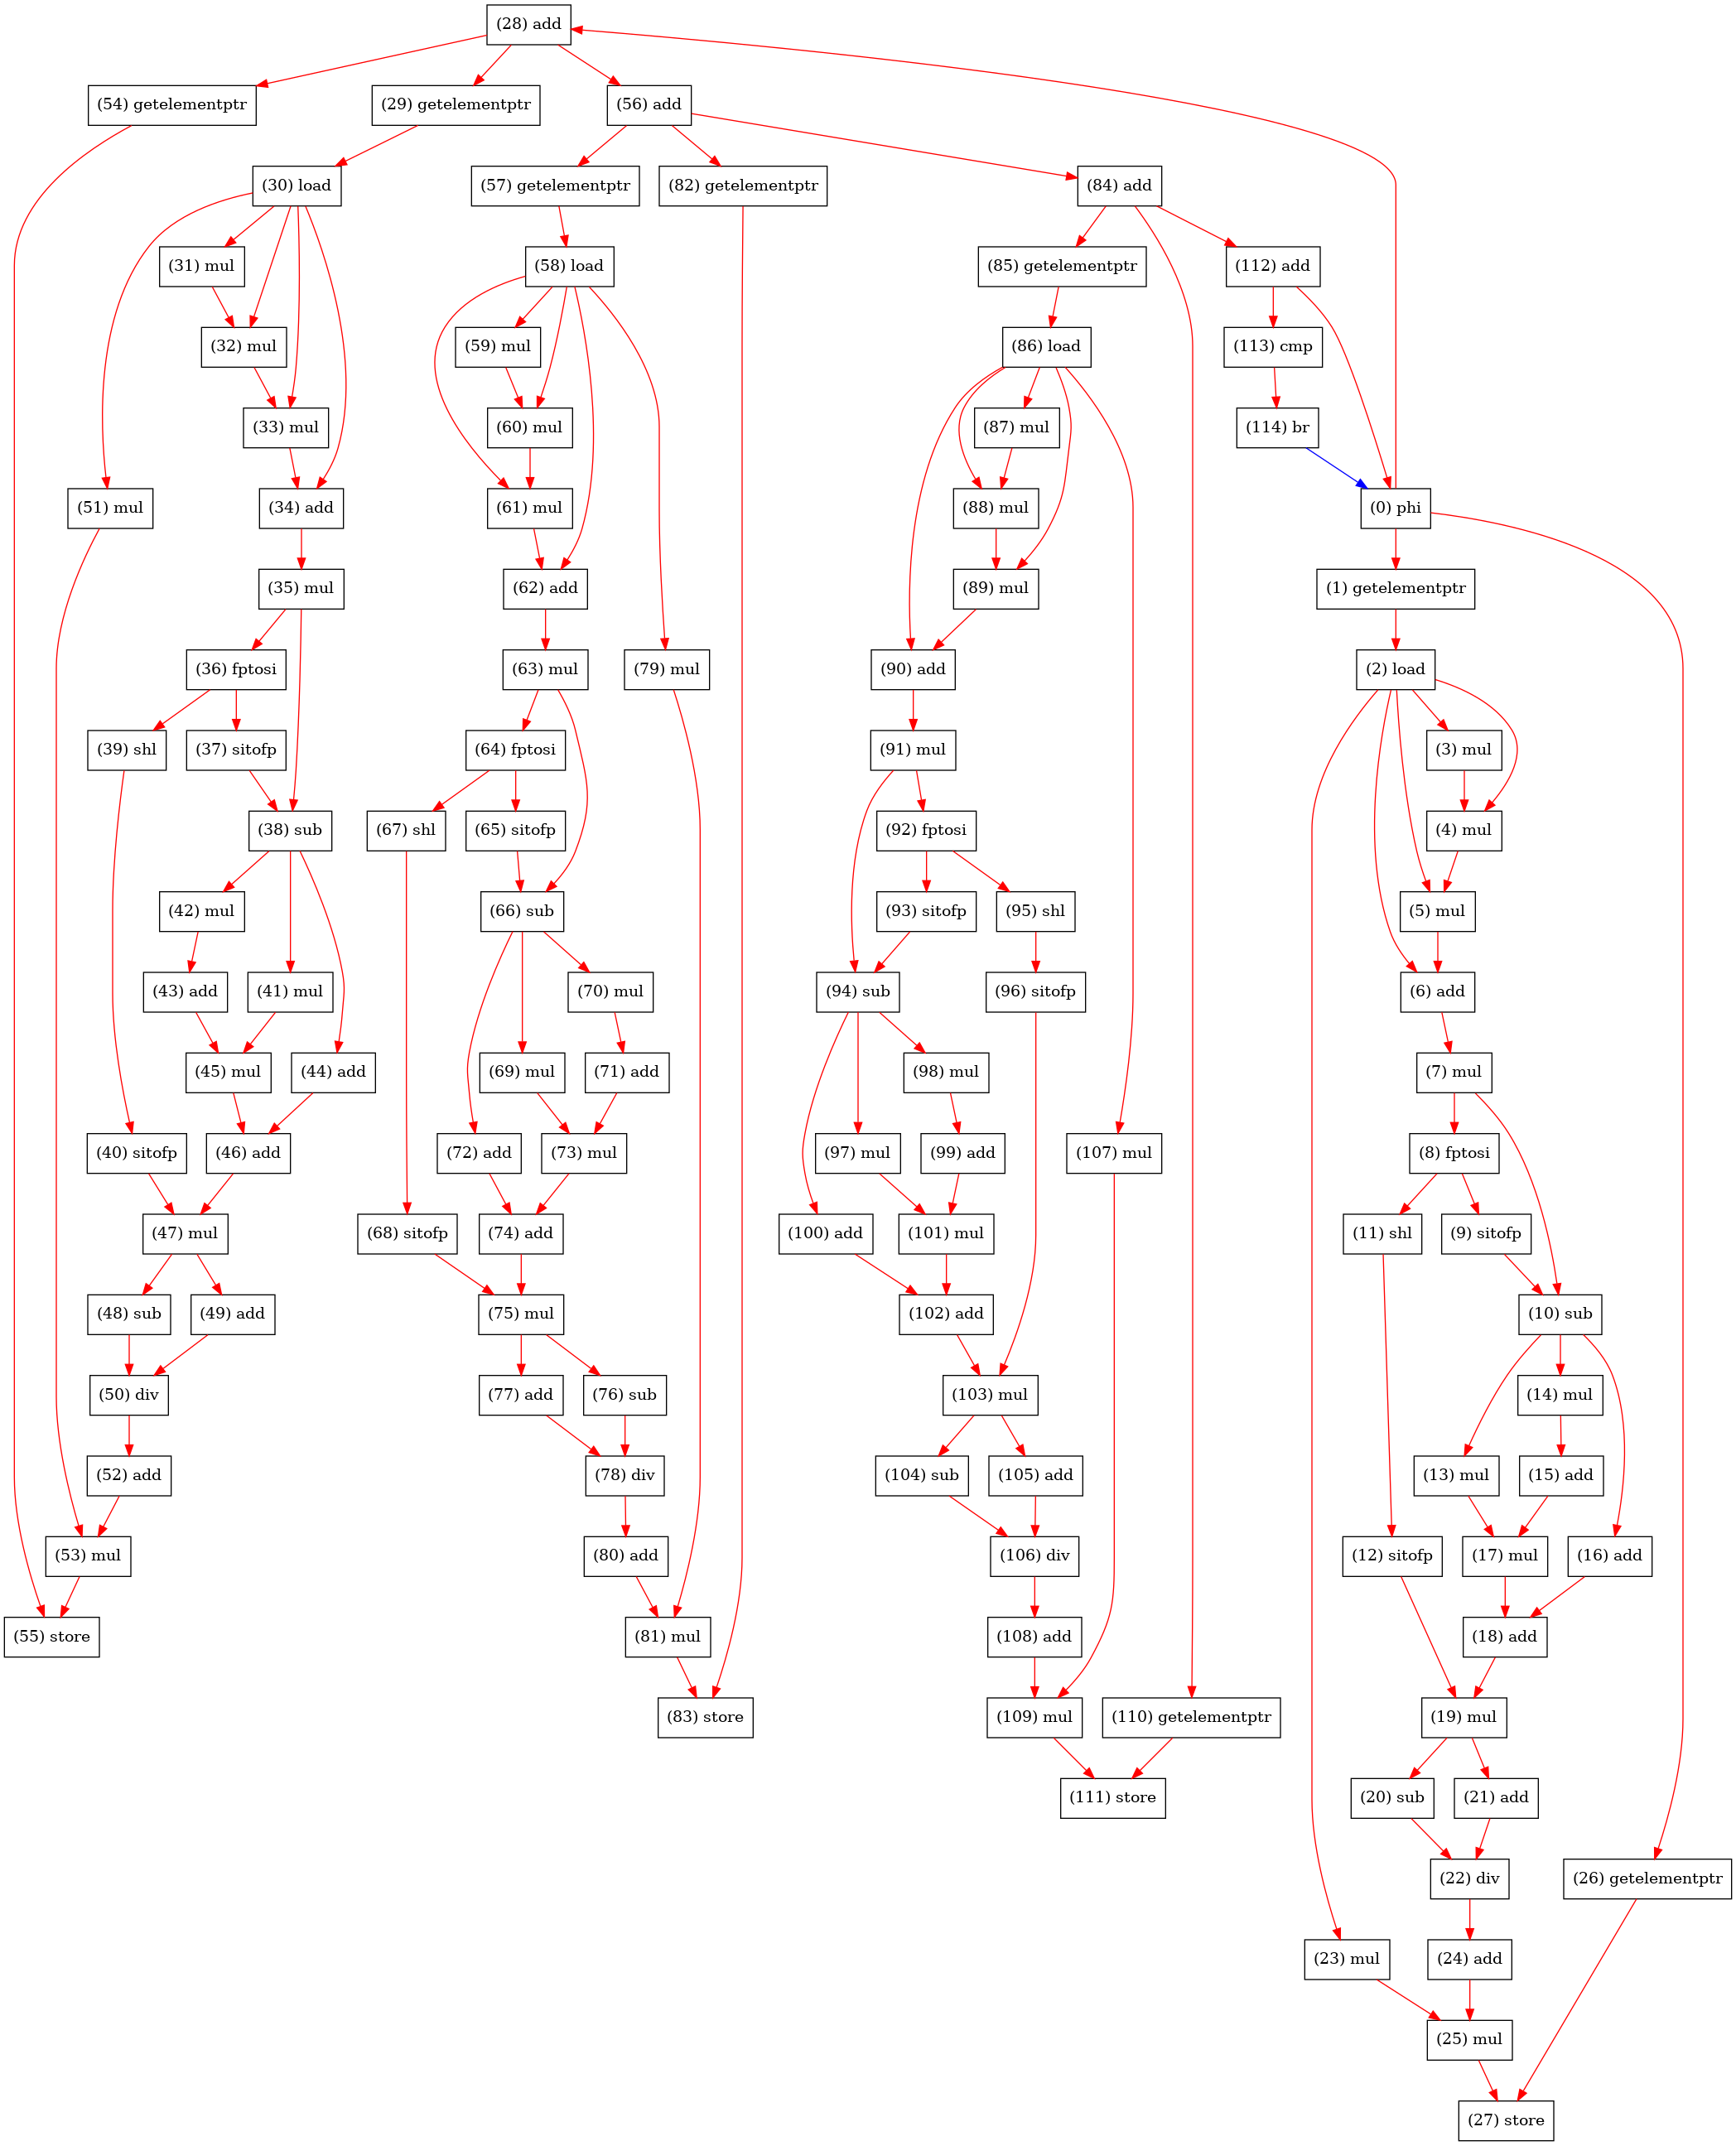 (28) add
(54) getelementptr
(29) getelementptr
(56) add
(30) load
(57) getelementptr
(82) getelementptr
(84) add
(31) mul
(58) load
(85) getelementptr
(112) add
(32) mul
(59) mul
(86) load
(113) cmp
(33) mul
(60) mul
(87) mul
(114) br
(51) mul
(34) add
(61) mul
(88) mul
(0) phi
(35) mul
(62) add
(89) mul
(1) getelementptr
(36) fptosi
(63) mul
(79) mul
(90) add
(2) load
(39) shl
(37) sitofp
(64) fptosi
(91) mul
(3) mul
(38) sub
(67) shl
(65) sitofp
(92) fptosi
(4) mul
(42) mul
(66) sub
(93) sitofp
(95) shl
(5) mul
(43) add
(41) mul
(70) mul
(94) sub
(96) sitofp
(6) add
(45) mul
(44) add
(69) mul
(71) add
(98) mul
(7) mul
(40) sitofp
(46) add
(72) add
(73) mul
(97) mul
(99) add
(107) mul
(8) fptosi
(47) mul
(68) sitofp
(74) add
(100) add
(101) mul
(11) shl
(9) sitofp
(48) sub
(49) add
(75) mul
(102) add
(10) sub
(50) div
(77) add
(76) sub
(103) mul
(14) mul
(52) add
(78) div
(104) sub
(105) add
(13) mul
(15) add
(53) mul
(80) add
(106) div
(12) sitofp
(17) mul
(16) add
(55) store
(81) mul
(108) add
(18) add
(83) store
(109) mul
(110) getelementptr
(19) mul
(111) store
(20) sub
(21) add
(22) div
(26) getelementptr
(23) mul
(24) add
(25) mul
(27) store